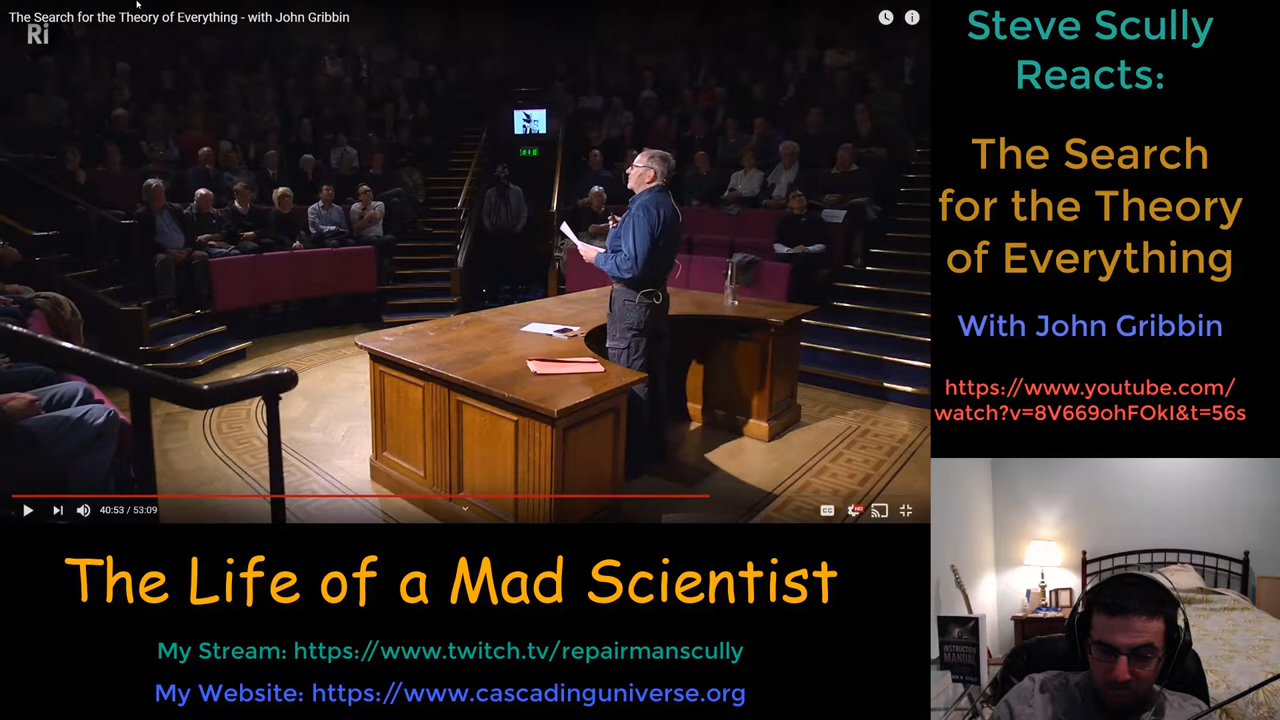 The Search for the Theory of Everything - with John Gribbin
Ri
40:53 / 53:09
CC
HD
Steve Scully
Reacts:
The Search
for the Theory
of Everything
With John Gribbin
https://www.youtube.com/
watch?v=8V669ohFOkI&t=56s
INSTRUCTION
MANUAL
The Life of a Mad Scientist
My Stream: https://www.twitch.tv/repairmanscully
My Website: https://www.cascadinguniverse.org